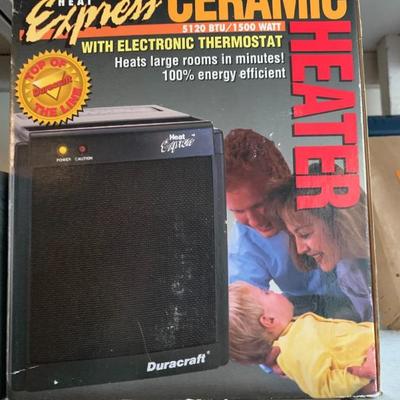 HEAT
Express
CERAMIC
5120 BTU/1500 WATT
WITH ELECTRONIC THERMOSTAT
Heats large rooms in minutes!
100% energy efficient
HEATER
TOP OF
Duracraft
THE LINE
POWER CAUTION
Heat
Express
Duracraft